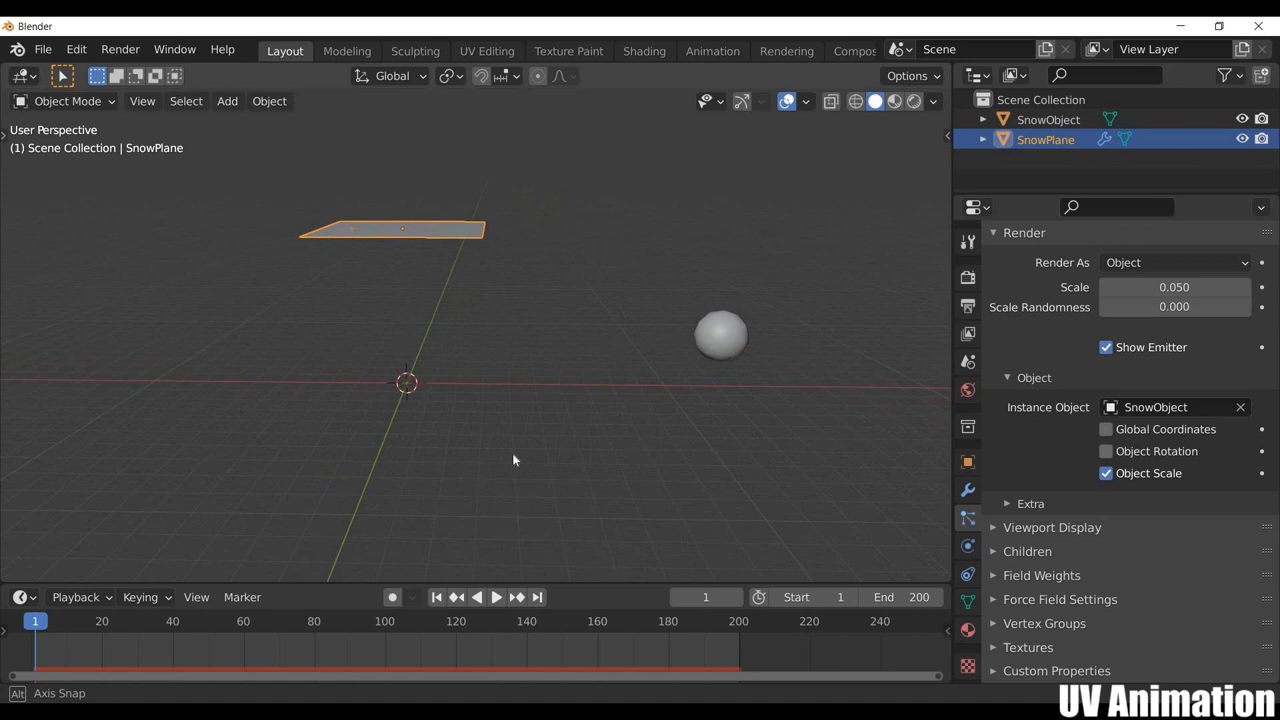 Blender
File Edit Render Window Help Layout Modeling Sculpting UV Editing Texture Paint Shading Animation Rendering Compos Scene View Layer
Global Options
Object Mode View Select Add Object
User Perspective
(1) Scene Collection | SnowPlane
Scene Collection
SnowObject
SnowPlane
Render
Render As Object
Scale 0.050
Scale Randomness 0.000
Show Emitter
Object
Instance Object SnowObject
Global Coordinates
Object Rotation
Object Scale
Extra
Viewport Display
Children
Field Weights
Force Field Settings
Vertex Groups
Textures
Custom Properties
Playback Keying View Marker 1 Start 1 End 200
1 20 40 60 80 100 120 140 160 180 200 220 240
Alt Axis Snap
UV Animation